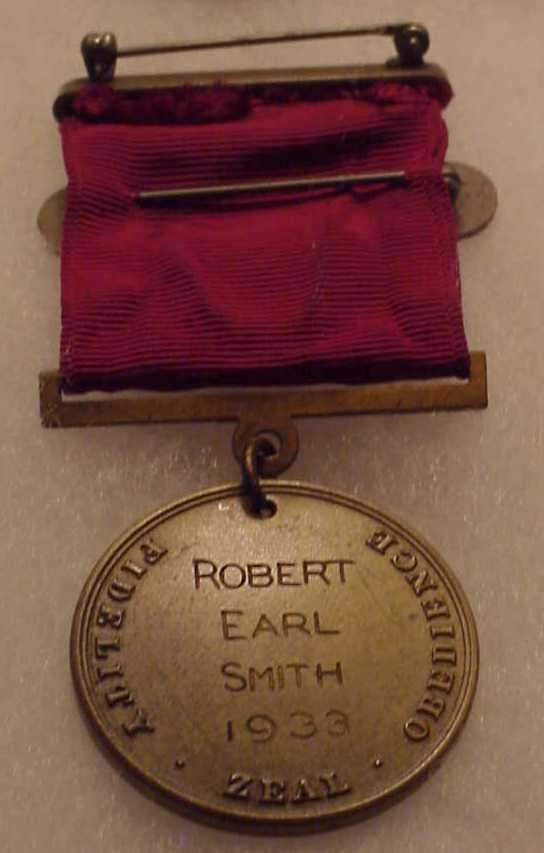 ROBERT
EARL
SMITH
1933
FIDELITY
· ZEAL ·
OBEDIENCE